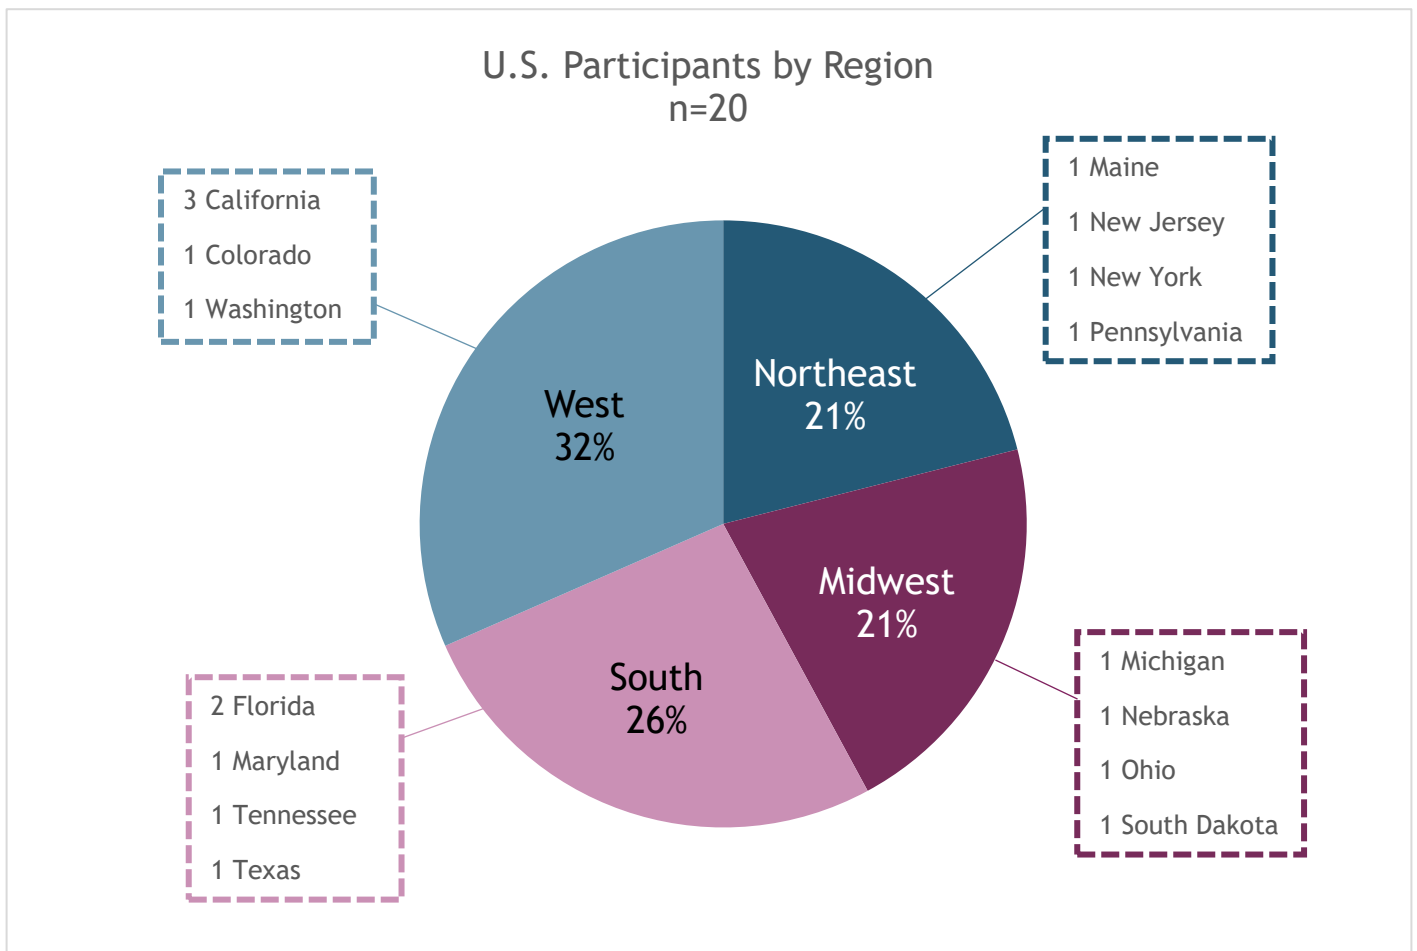 U.S. Participants by Region
n=20
3 California
1 Colorado
1 Washington
1 Maine
1 New Jersey
1 New York
1 Pennsylvania
Northeast
21%
West
32%
Midwest
21%
South
26%
2 Florida
1 Maryland
1 Tennessee
1 Texas
1 Michigan
1 Nebraska
1 Ohio
1 South Dakota